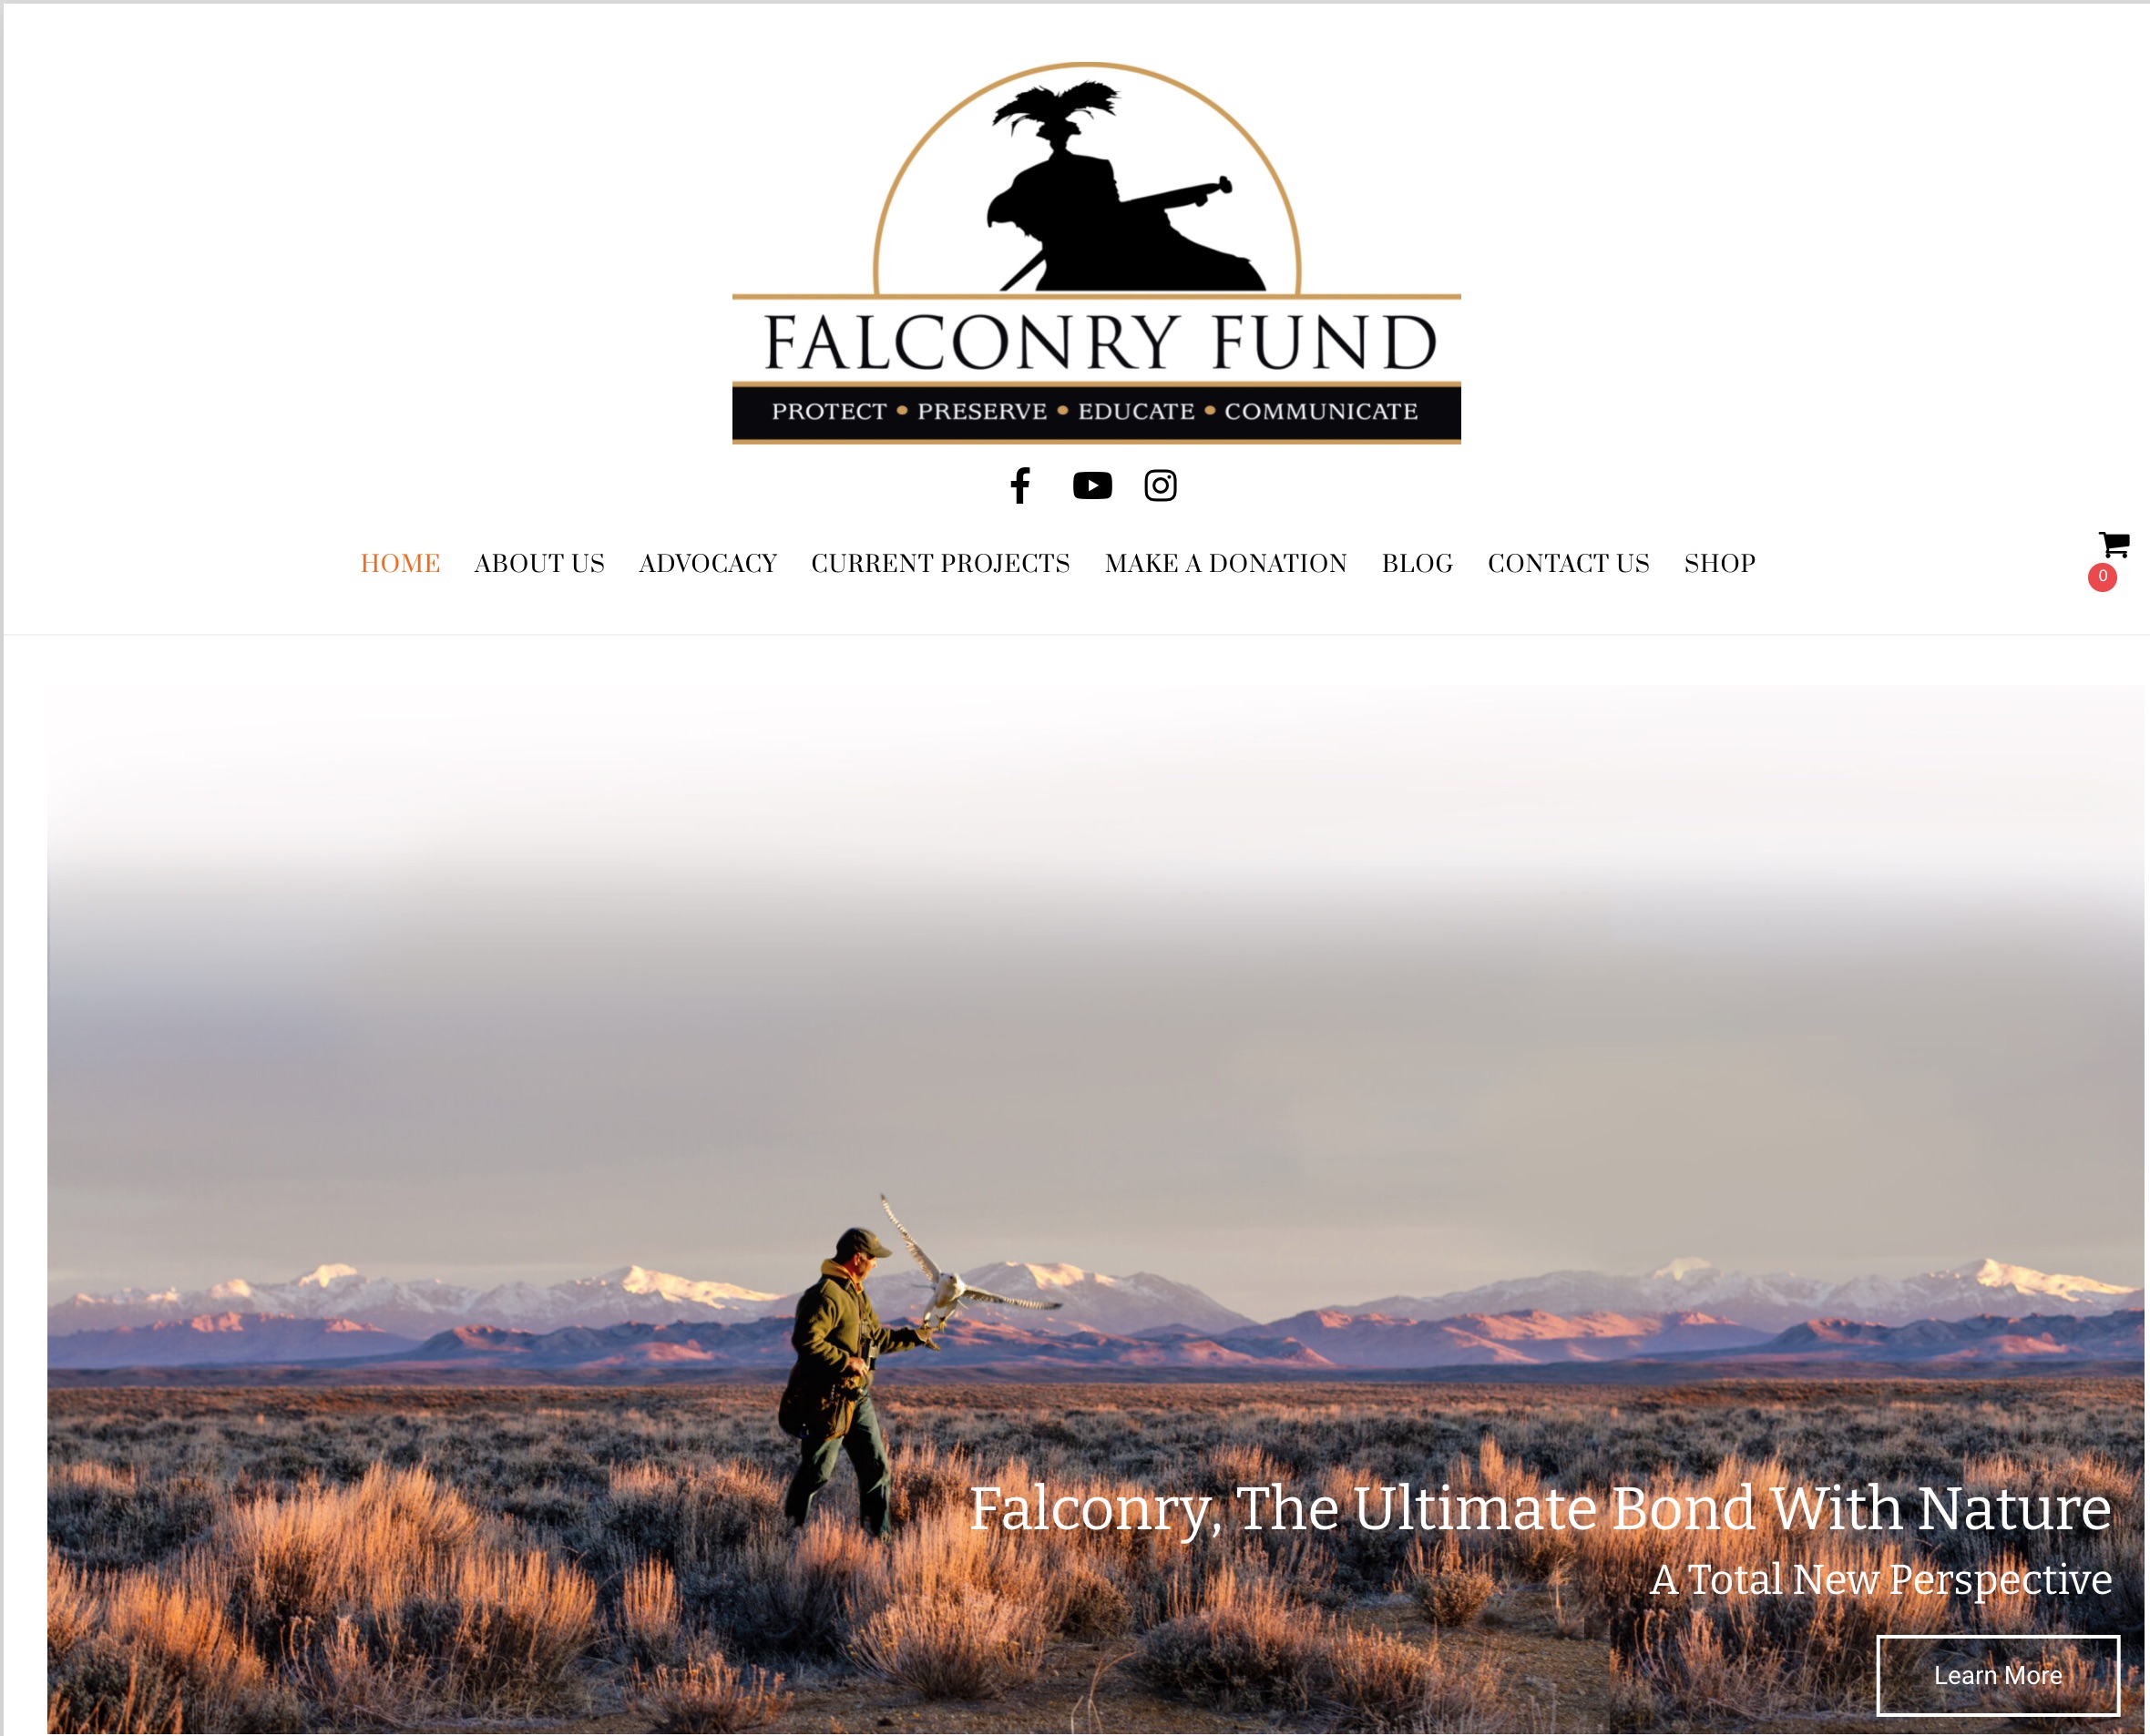 FALCONRY FUND
PROTECT • PRESERVE • EDUCATE • COMMUNICATE
HOME ABOUT US ADVOCACY CURRENT PROJECTS MAKE A DONATION BLOG CONTACT US SHOP
0
Falconry, The Ultimate Bond With Nature
A Total New Perspective
Learn More